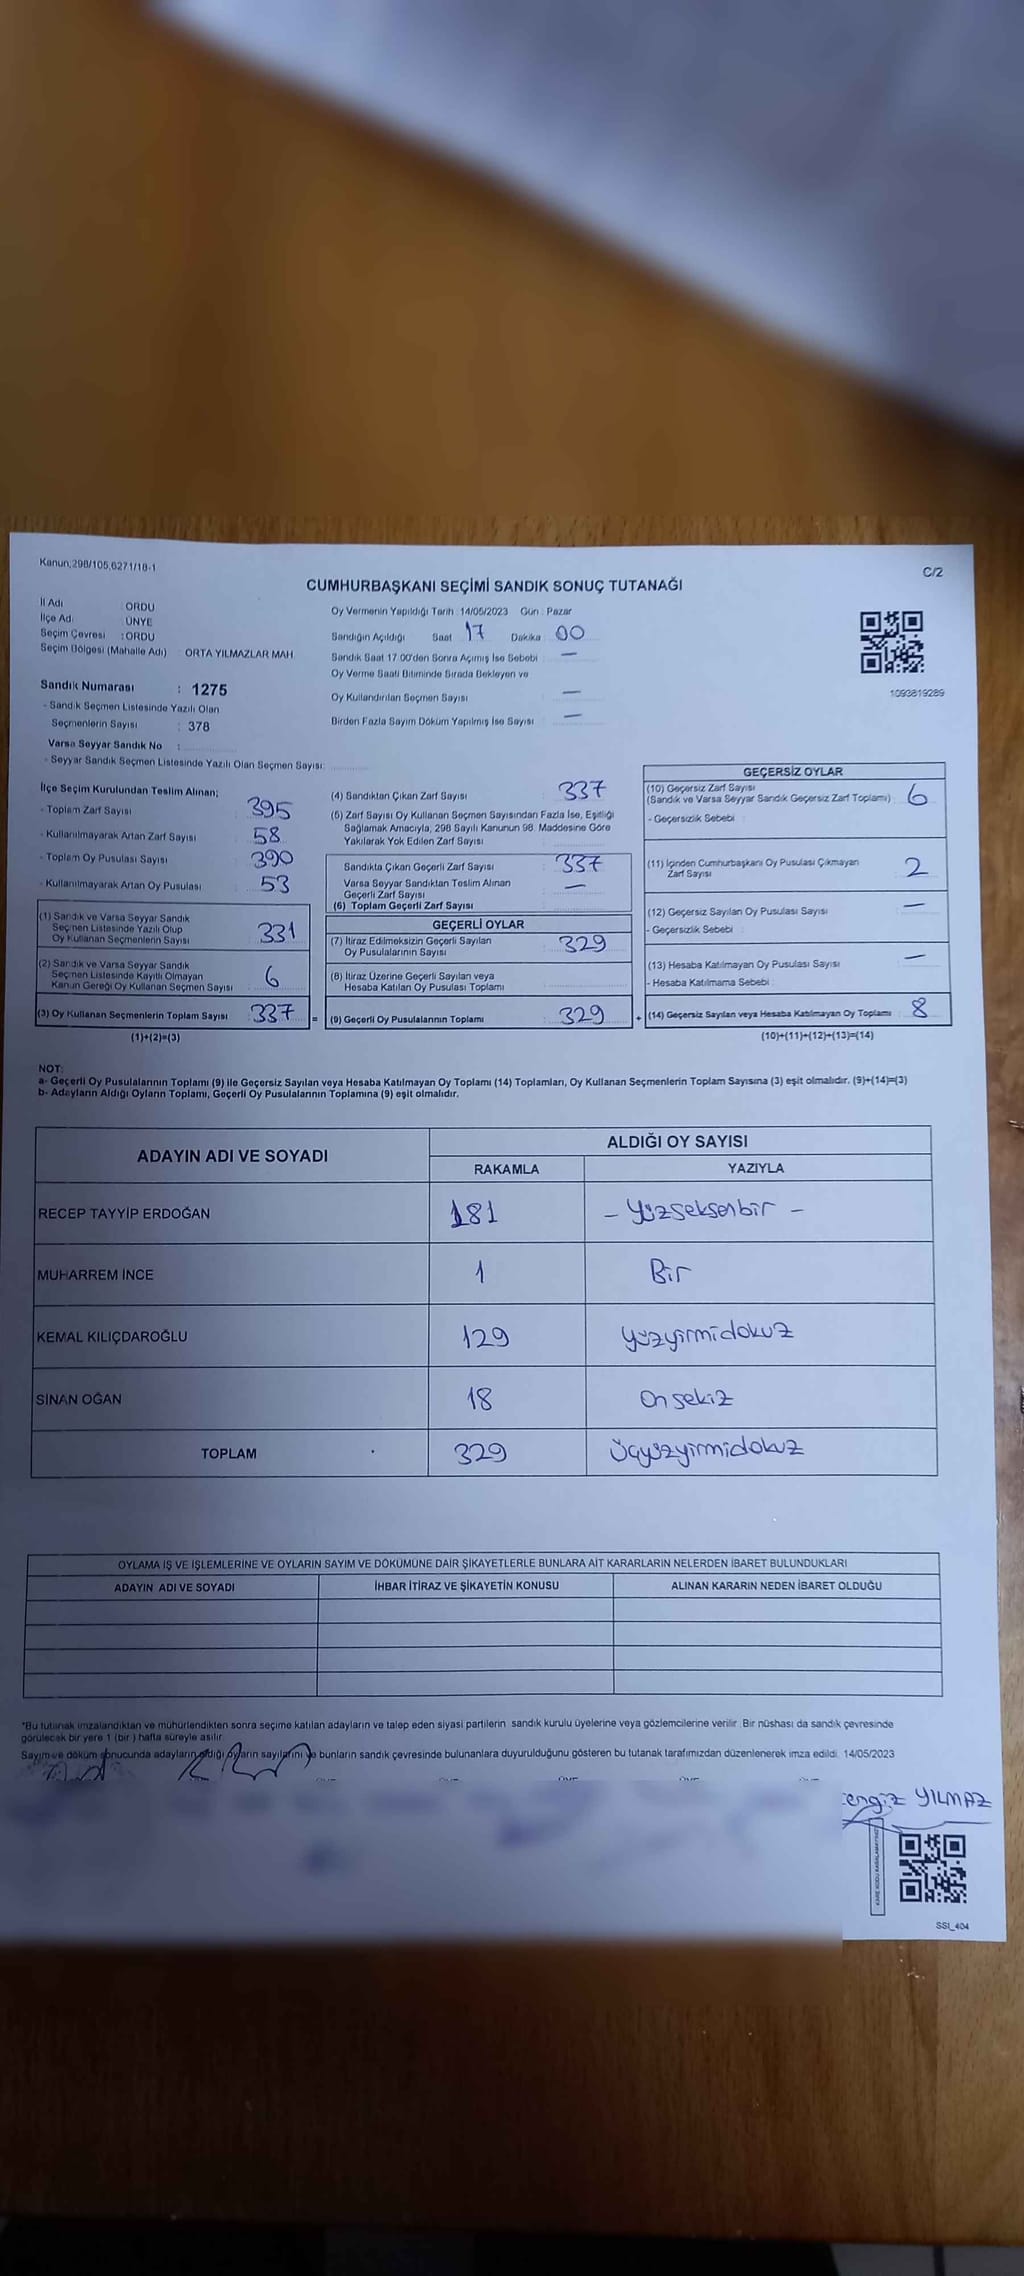 Kanun,298/105,6271/18-1
C/2
CUMHURBAŞKANI SEÇİMİ SANDIK SONUÇ TUTANAĞI
İl Adı : ORDU
İlçe Adı : ÜNYE
Seçim Çevresi : ORDU
Seçim Bölgesi (Mahalle Adı) : ORTA YILMAZLAR MAH.
Sandık Numarası : 1275
- Sandık Seçmen Listesinde Yazılı Olan
Seçmenlerin Sayısı : 378
Varsa Seyyar Sandık No :
- Seyyar Sandık Seçmen Listesinde Yazılı Olan Seçmen Sayısı:
Oy Vermenin Yapıldığı Tarih : 14/05/2023 Gün : Pazar
Sandığın Açıldığı Saat 17 Dakika : 00
Sandık Saat 17.00'den Sonra Açımış İse Sebebi : —
Oy Verme Saati Bitiminde Sırada Bekleyen ve
Oy Kullandırılan Seçmen Sayısı —
Birden Fazla Sayım Döküm Yapılmış İse Sayısı —
1093819289
İlçe Seçim Kurulundan Teslim Alınan;
- Toplam Zarf Sayısı : 395
- Kullanılmayarak Artan Zarf Sayısı : 58
- Toplam Oy Pusulası Sayısı : 390
- Kullanılmayarak Artan Oy Pusulası : 53
(1) Sandık ve Varsa Seyyar Sandık
Seçmen Listesinde Yazılı Olup
Oy Kullanan Seçmenlerin Sayısı : 331
(2) Sandık ve Varsa Seyyar Sandık
Seçmen Listesinde Kayıtlı Olmayan
Kanun Gereği Oy Kullanan Seçmen Sayısı : 6
(3) Oy Kullanan Seçmenlerin Toplam Sayısı : 337
(1)+(2)=(3)
(4) Sandıktan Çıkan Zarf Sayısı : 337
(5) Zarf Sayısı Oy Kullanan Seçmen Sayısından Fazla İse, Eşitliği
Sağlamak Amacıyla, 298 Sayılı Kanunun 98. Maddesine Göre
Yakılarak Yok Edilen Zarf Sayısı :
Sandıkta Çıkan Geçerli Zarf Sayısı : 337
Varsa Seyyar Sandıktan Teslim Alınan
Geçerli Zarf Sayısı : —
(6) Toplam Geçerli Zarf Sayısı :
GEÇERLİ OYLAR
(7) İtiraz Edilmeksizin Geçerli Sayılan
Oy Pusulalarının Sayısı : 329
(8) İtiraz Üzerine Geçerli Sayılan veya
Hesaba Katılan Oy Pusulası Toplamı :
= (9) Geçerli Oy Pusulalarının Toplamı : 329
GEÇERSİZ OYLAR
(10) Geçersiz Zarf Sayısı
(Sandık ve Varsa Seyyar Sandık Geçersiz Zarf Toplamı) : 6
- Geçersizlik Sebebi :
(11) İçinden Cumhurbaşkanı Oy Pusulası Çıkmayan
Zarf Sayısı : 2
(12) Geçersiz Sayılan Oy Pusulası Sayısı : —
- Geçersizlik Sebebi :
(13) Hesaba Katılmayan Oy Pusulası Sayısı : —
- Hesaba Katılmama Sebebi :
+ (14) Geçersiz Sayılan veya Hesaba Katılmayan Oy Toplamı : 8
(10)+(11)+(12)+(13)=(14)
NOT:
a- Geçerli Oy Pusulalarının Toplamı (9) ile Geçersiz Sayılan veya Hesaba Katılmayan Oy Toplamı (14) Toplamları, Oy Kullanan Seçmenlerin Toplam Sayısına (3) eşit olmalıdır. (9)+(14)=(3)
b- Adayların Aldığı Oyların Toplamı, Geçerli Oy Pusulalarının Toplamına (9) eşit olmalıdır.
ADAYIN ADI VE SOYADI ALDIĞI OY SAYISI
RAKAMLA YAZIYLA
RECEP TAYYİP ERDOĞAN 181 - Yüzseksenbir -
MUHARREM İNCE 1 Bir
KEMAL KILIÇDAROĞLU 129 yüzyirmidokuz
SİNAN OĞAN 18 Onsekiz
TOPLAM 329 Üçyüzyirmidokuz
OYLAMA İŞ VE İŞLEMLERİNE VE OYLARIN SAYIM VE DÖKÜMÜNE DAİR ŞİKAYETLERLE BUNLARA AİT KARARLARIN NELERDEN İBARET BULUNDUKLARI
ADAYIN ADI VE SOYADI İHBAR İTİRAZ VE ŞİKAYETİN KONUSU ALINAN KARARIN NEDEN İBARET OLDUĞU
*Bu tutanak imzalandıktan ve mühürlendikten sonra seçime katılan adayların ve talep eden siyasi partilerin sandık kurulu üyelerine veya gözlemcilerine verilir. Bir nüshası da sandık çevresinde
görülecek bir yere 1 (bir) hafta süreyle asılır.
Sayım ve döküm sonucunda adayların aldığı oyların sayılarını ve bunların sandık çevresinde bulunanlara duyurulduğunu gösteren bu tutanak tarafımızdan düzenlenerek imza edildi. 14/05/2023
YILMAZ
SSI_404